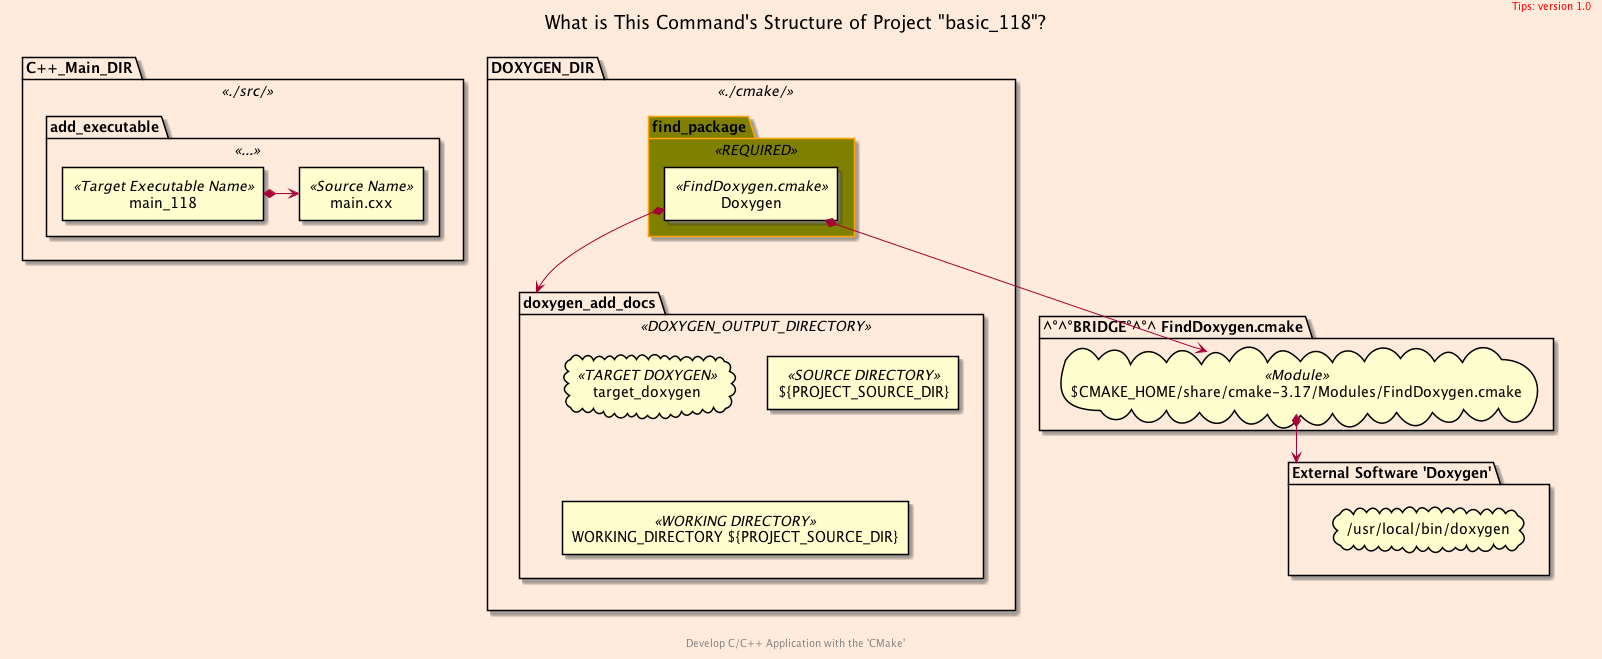 Tips: version 1.0
What is This Command's Structure of Project "basic_118"?
C++_Main_DIR
«./src/»
add_executable
«...»
«Target Executable Name»
main_118
«Source Name»
main.cxx
DOXYGEN_DIR
«./cmake/»
find_package
«REQUIRED»
«FindDoxygen.cmake»
Doxygen
doxygen_add_docs
«DOXYGEN_OUTPUT_DIRECTORY»
«TARGET DOXYGEN»
target_doxygen
«SOURCE DIRECTORY»
${PROJECT_SOURCE_DIR}
«WORKING DIRECTORY»
WORKING_DIRECTORY ${PROJECT_SOURCE_DIR}
^°^°BRIDGE°^°^ FindDoxygen.cmake
«Module»
$CMAKE_HOME/share/cmake-3.17/Modules/FindDoxygen.cmake
External Software 'Doxygen'
/usr/local/bin/doxygen
Develop C/C++ Application with the 'CMake'